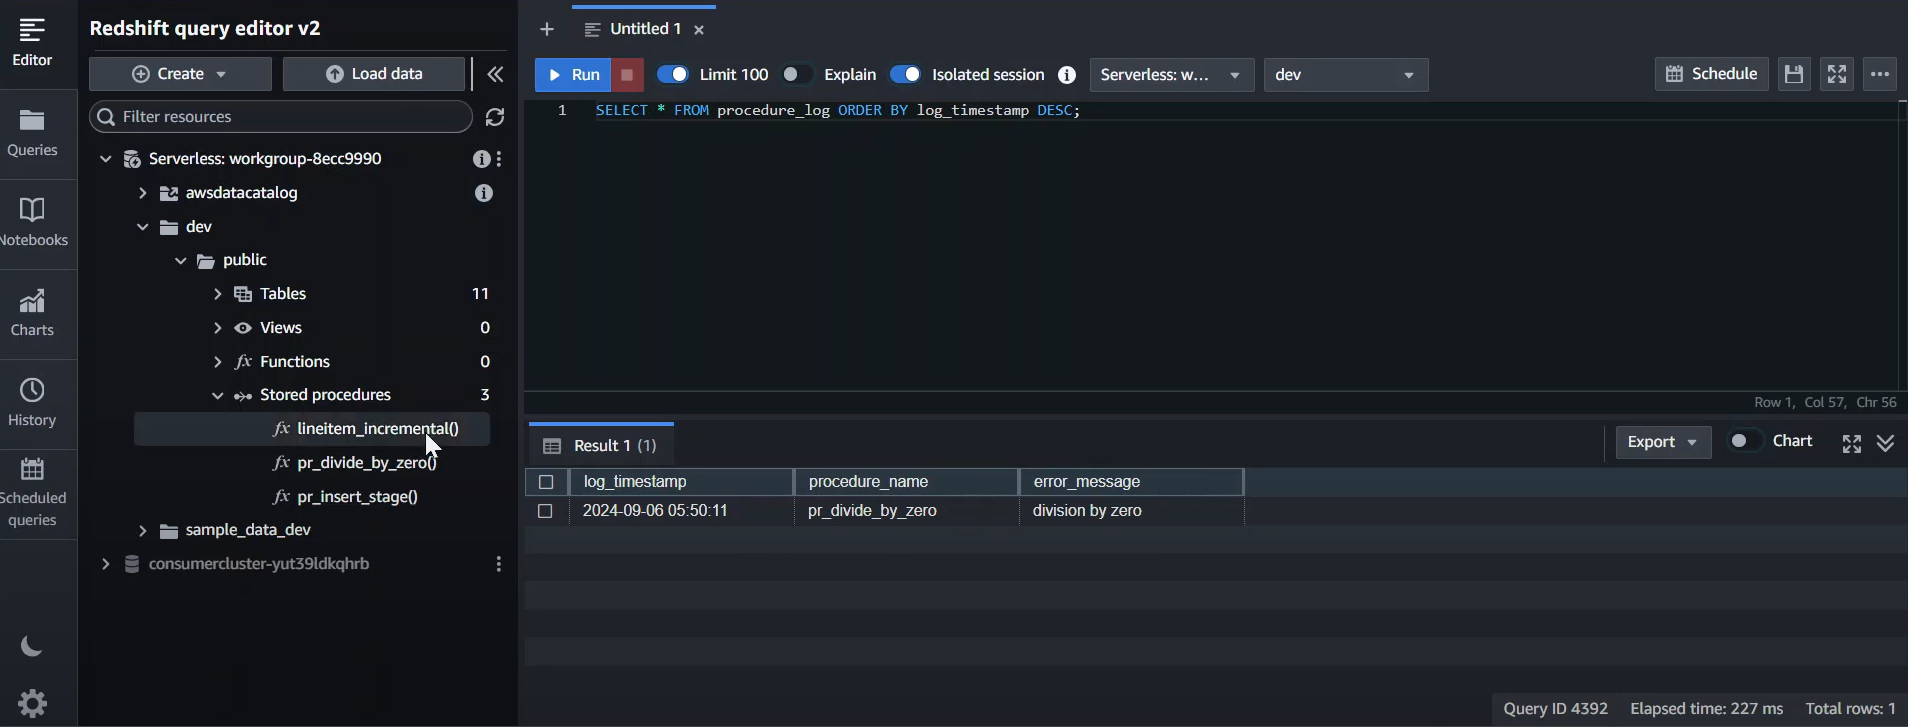 Editor
Queries
Notebooks
Charts
History
Scheduled
queries
Redshift query editor v2
Create
Load data
Filter resources
Serverless: workgroup-8ecc9990
awsdatacatalog
dev
public
Tables 11
Views 0
fx Functions 0
Stored procedures 3
fx lineitem_incremental()
fx pr_divide_by_zero()
fx pr_insert_stage()
sample_data_dev
consumercluster-yut39ldkqhrb
Untitled 1
Run Limit 100 Explain Isolated session Serverless: w... dev Schedule
1 SELECT * FROM procedure_log ORDER BY log_timestamp DESC;
Row 1, Col 57, Chr 56
Result 1 (1) Export Chart
log_timestamp procedure_name error_message
2024-09-06 05:50:11 pr_divide_by_zero division by zero
Query ID 4392 Elapsed time: 227 ms Total rows: 1